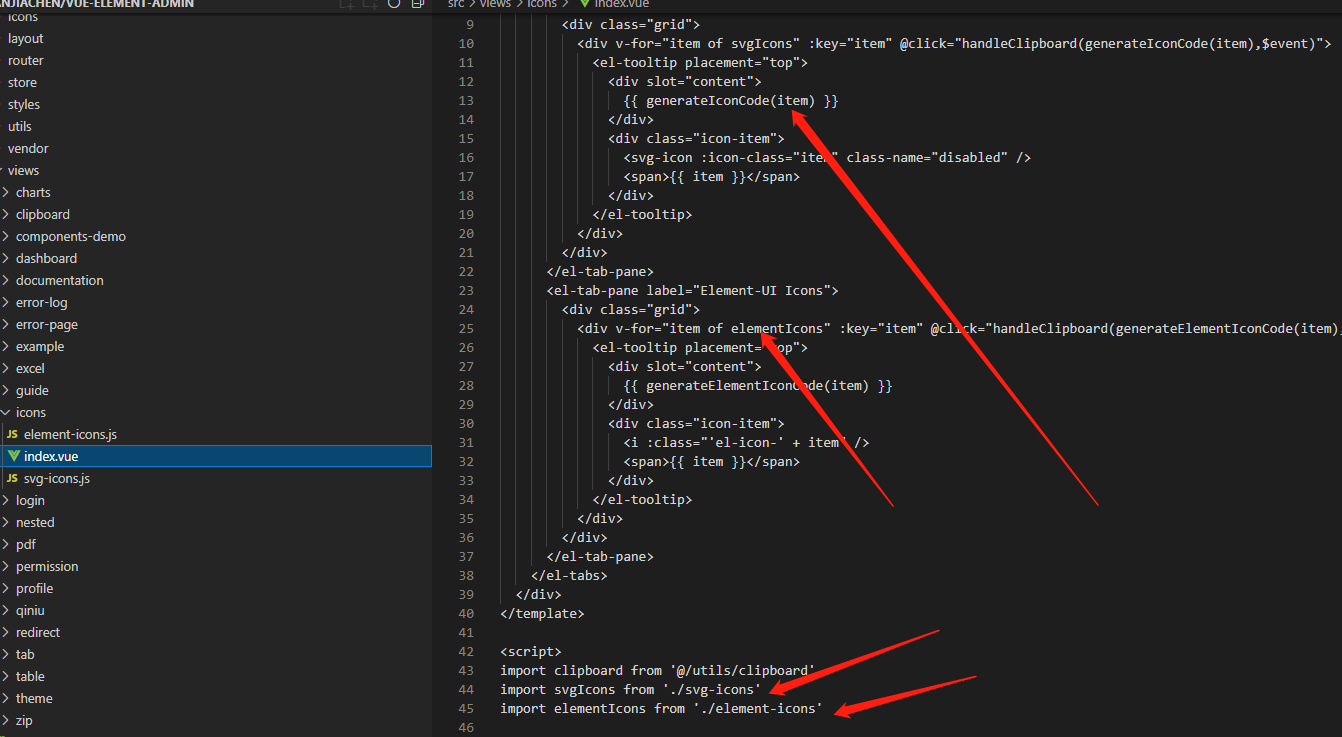 ANJIACHEN/VUE-ELEMENT-ADMIN
icons
layout
router
store
styles
utils
vendor
views
charts
clipboard
components-demo
dashboard
documentation
error-log
error-page
example
excel
guide
icons
JS element-icons.js
index.vue
JS svg-icons.js
login
nested
pdf
permission
profile
qiniu
redirect
tab
table
theme
zip
src > views > icons > index.vue
9 <div class="grid">
10 <div v-for="item of svgIcons" :key="item" @click="handleClipboard(generateIconCode(item),$event)">
11 <el-tooltip placement="top">
12 <div slot="content">
13 {{ generateIconCode(item) }}
14 </div>
15 <div class="icon-item">
16 <svg-icon :icon-class="item" class-name="disabled" />
17 <span>{{ item }}</span>
18 </div>
19 </el-tooltip>
20 </div>
21 </div>
22 </el-tab-pane>
23 <el-tab-pane label="Element-UI Icons">
24 <div class="grid">
25 <div v-for="item of elementIcons" :key="item" @click="handleClipboard(generateElementIconCode(item),
26 <el-tooltip placement="top">
27 <div slot="content">
28 {{ generateElementIconCode(item) }}
29 </div>
30 <div class="icon-item">
31 <i :class="'el-icon-' + item" />
32 <span>{{ item }}</span>
33 </div>
34 </el-tooltip>
35 </div>
36 </div>
37 </el-tab-pane>
38 </el-tabs>
39 </div>
40 </template>
41
42 <script>
43 import clipboard from '@/utils/clipboard'
44 import svgIcons from './svg-icons'
45 import elementIcons from './element-icons'
46